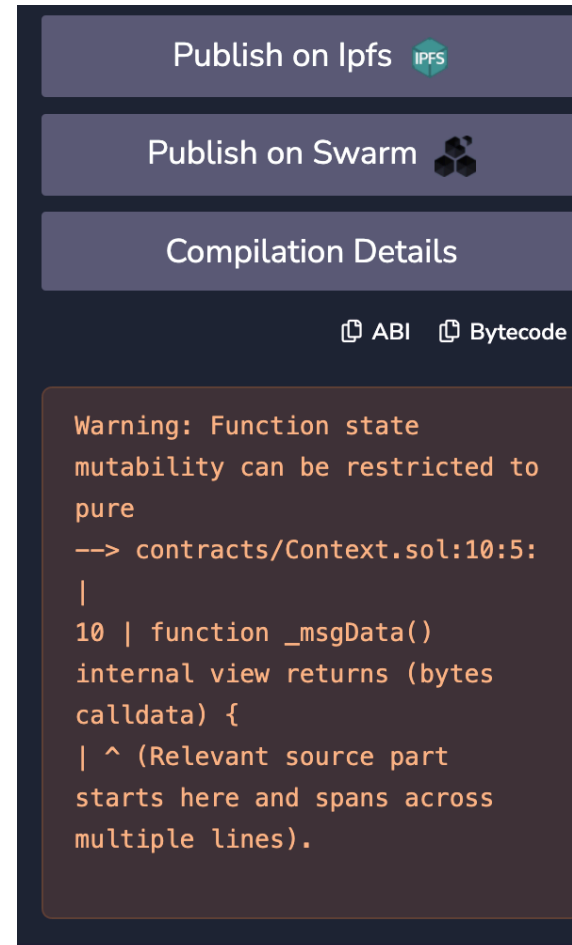 Publish on Ipfs IPFS
Publish on Swarm
Compilation Details
ABI Bytecode
Warning: Function state
mutability can be restricted to
pure
--> contracts/Context.sol:10:5:
|
10 | function _msgData()
internal view returns (bytes
calldata) {
| ^ (Relevant source part
starts here and spans across
multiple lines).